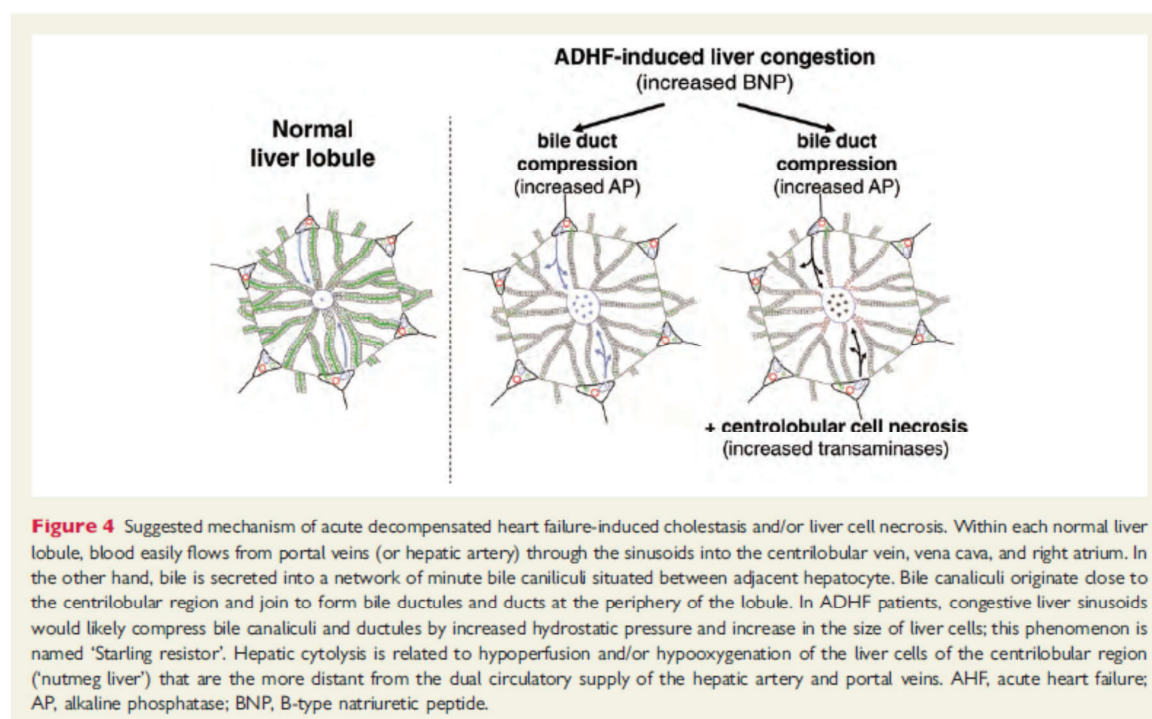 ADHF-induced liver congestion
(increased BNP)
Normal
liver lobule
bile duct
compression
(increased AP)
bile duct
compression
(increased AP)
+ centrolobular cell necrosis
(increased transaminases)
Figure 4 Suggested mechanism of acute decompensated heart failure-induced cholestasis and/or liver cell necrosis. Within each normal liver
lobule, blood easily flows from portal veins (or hepatic artery) through the sinusoids into the centrilobular vein, vena cava, and right atrium. In
the other hand, bile is secreted into a network of minute bile caniliculi situated between adjacent hepatocyte. Bile canaliculi originate close to
the centrilobular region and join to form bile ductules and ducts at the periphery of the lobule. In ADHF patients, congestive liver sinusoids
would likely compress bile canaliculi and ductules by increased hydrostatic pressure and increase in the size of liver cells; this phenomenon is
named ‘Starling resistor’. Hepatic cytolysis is related to hypoperfusion and/or hypooxygenation of the liver cells of the centrilobular region
(‘nutmeg liver’) that are the more distant from the dual circulatory supply of the hepatic artery and portal veins. AHF, acute heart failure;
AP, alkaline phosphatase; BNP, B-type natriuretic peptide.